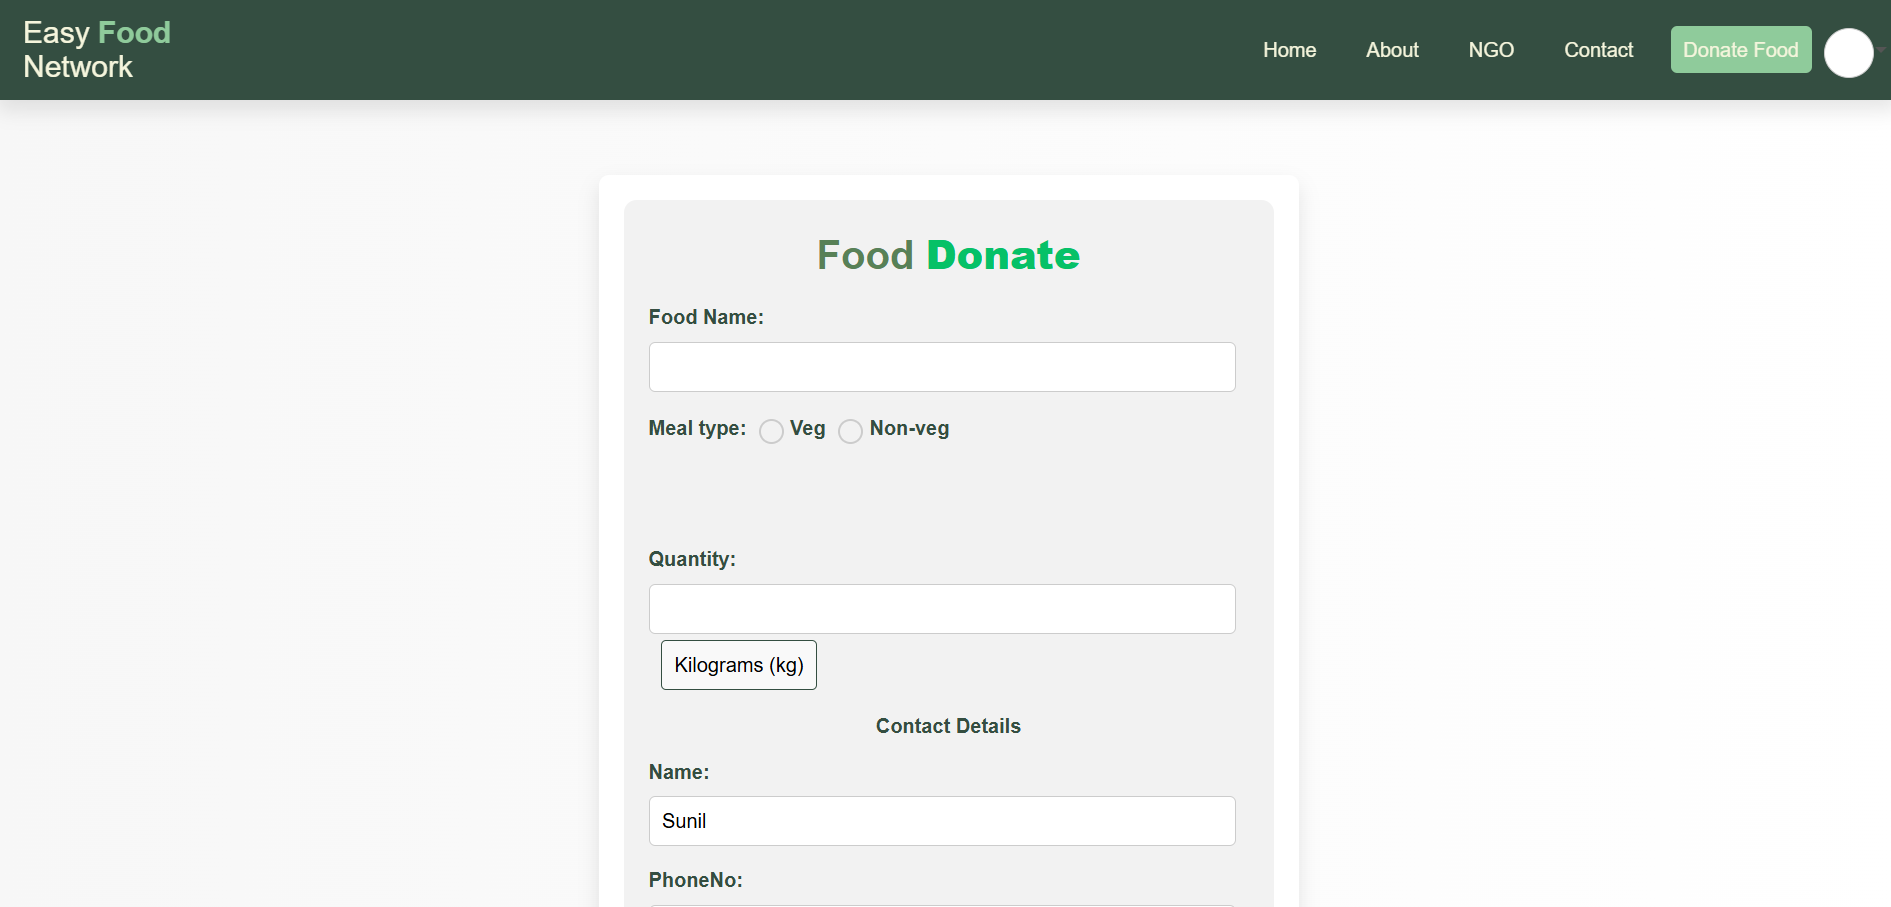 Easy Food
Network
Home About NGO Contact Donate Food
Food Donate
Food Name:
Meal type: Veg Non-veg
Quantity:
Kilograms (kg)
Contact Details
Name:
Sunil
PhoneNo: